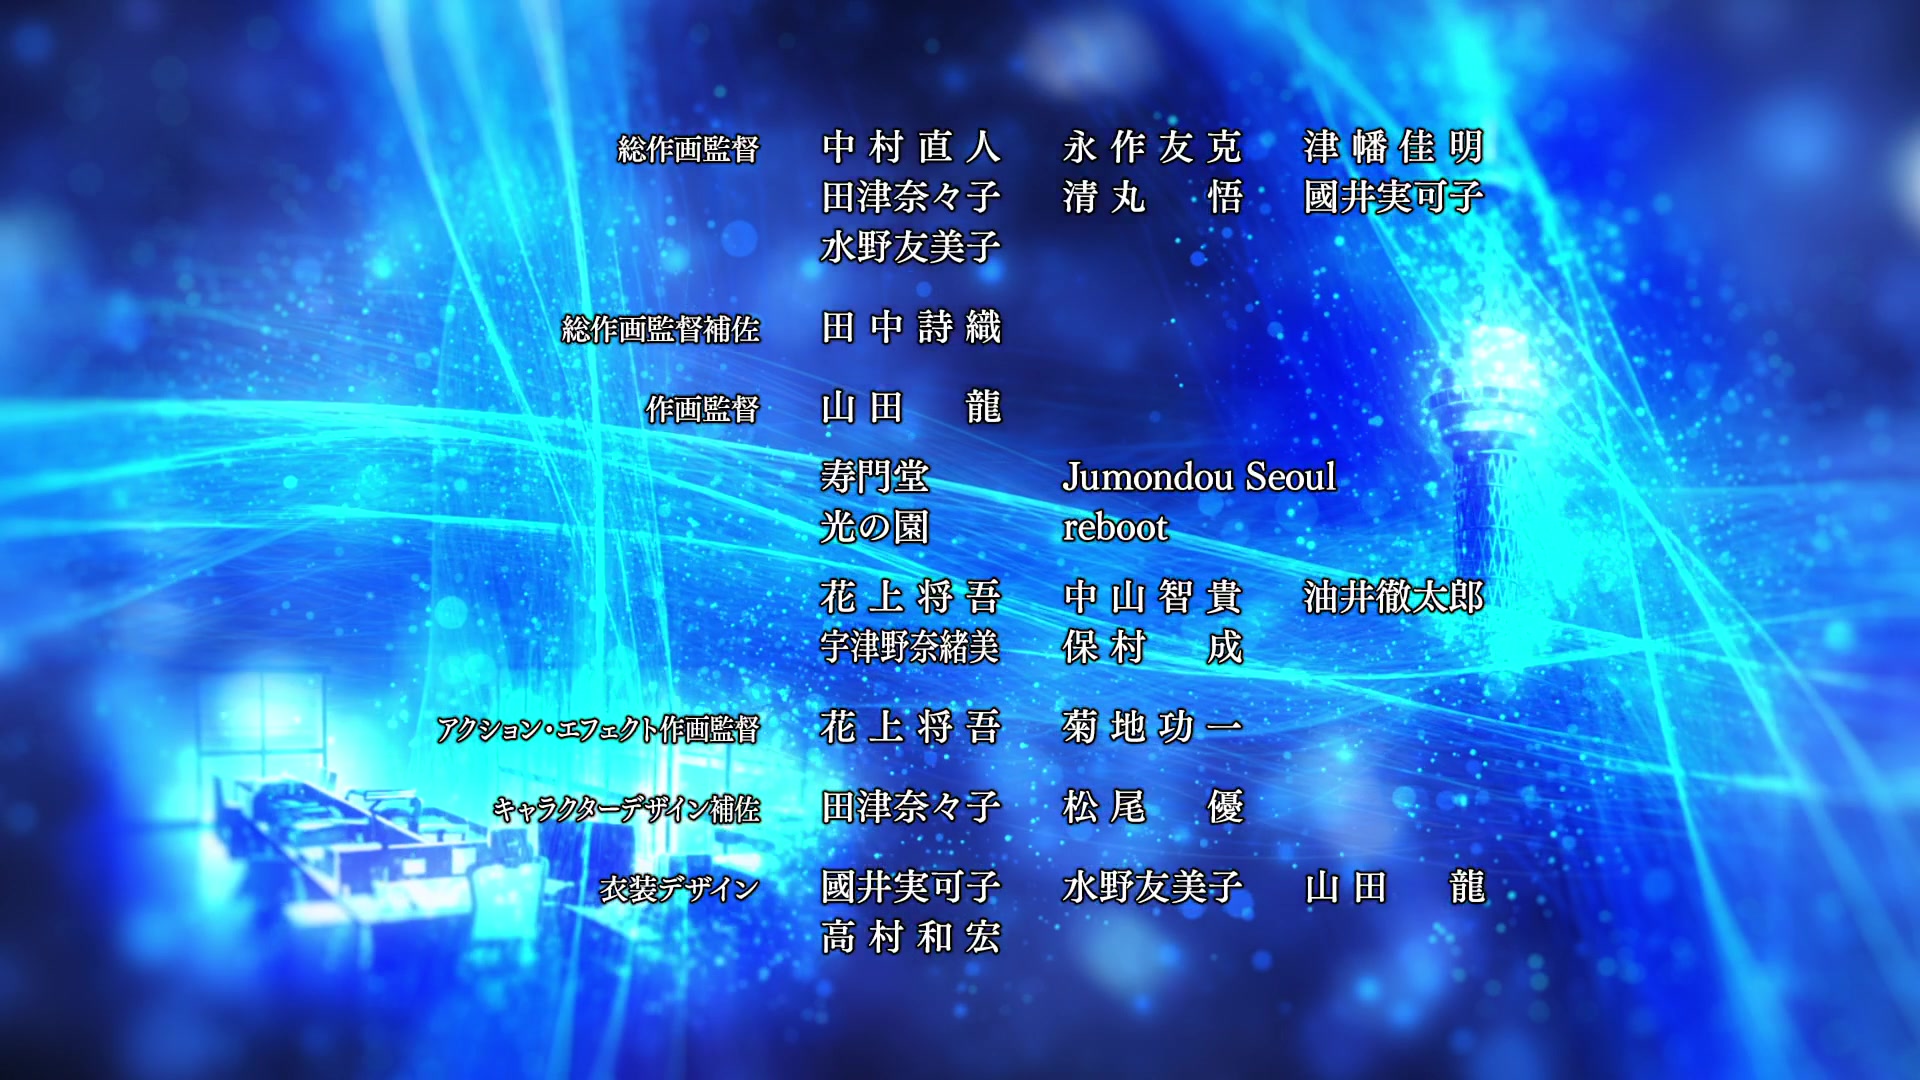 総作画監督 中村直人 永作友克 津幡佳明
田津奈々子 清丸 悟 國井実可子
水野友美子
総作画監督補佐 田中詩織
作画監督 山田 龍
寿門堂 Jumondou Seoul
光の園 reboot
花上将吾 中山智貴 油井徹太郎
宇津野奈緒美 保村 成
アクション・エフェクト作画監督 花上将吾 菊地功一
キャラクターデザイン補佐 田津奈々子 松尾 優
衣装デザイン 國井実可子 水野友美子 山田 龍
高村和宏